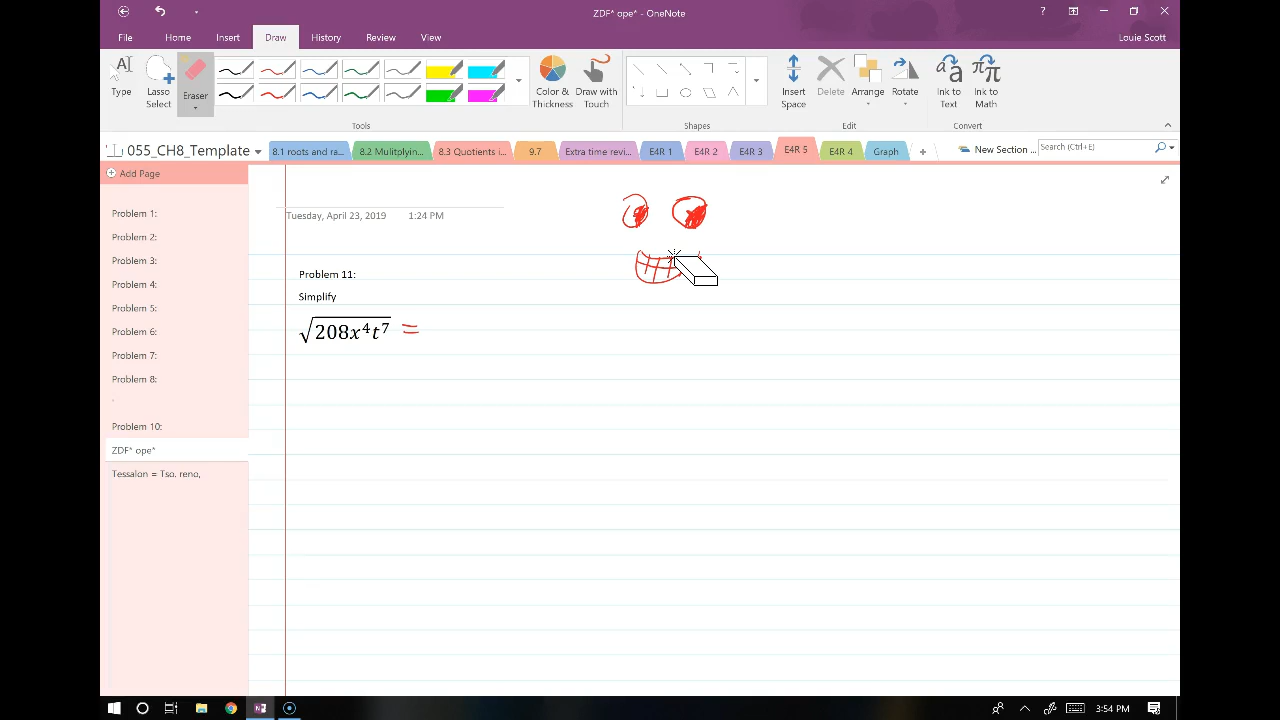 ZDF* ope* - OneNote
?
File Home Insert Draw History Review View
Louie Scott
Type
Lasso Select
Eraser
Color & Thickness
Draw with Touch
Insert Space
Delete
Arrange
Rotate
Ink to Text
Ink to Math
Tools
Shapes
Edit
Convert
055_CH8_Template
8.1 roots and ra...
8.2 Mulitplyin...
8.3 Quotients i...
9.7
Extra time revi...
E4R 1
E4R 2
E4R 3
E4R 5
E4R 4
Graph
+
New Section ...
Search (Ctrl+E)
Add Page
Problem 1:
Problem 2:
Problem 3:
Problem 4:
Problem 5:
Problem 6:
Problem 7:
Problem 8:
.
Problem 10:
ZDF* ope*
Tessalon = Tso. reno,
Tuesday, April 23, 2019 1:24 PM
Problem 11:
Simplify
√208x⁴t⁷ =
3:54 PM